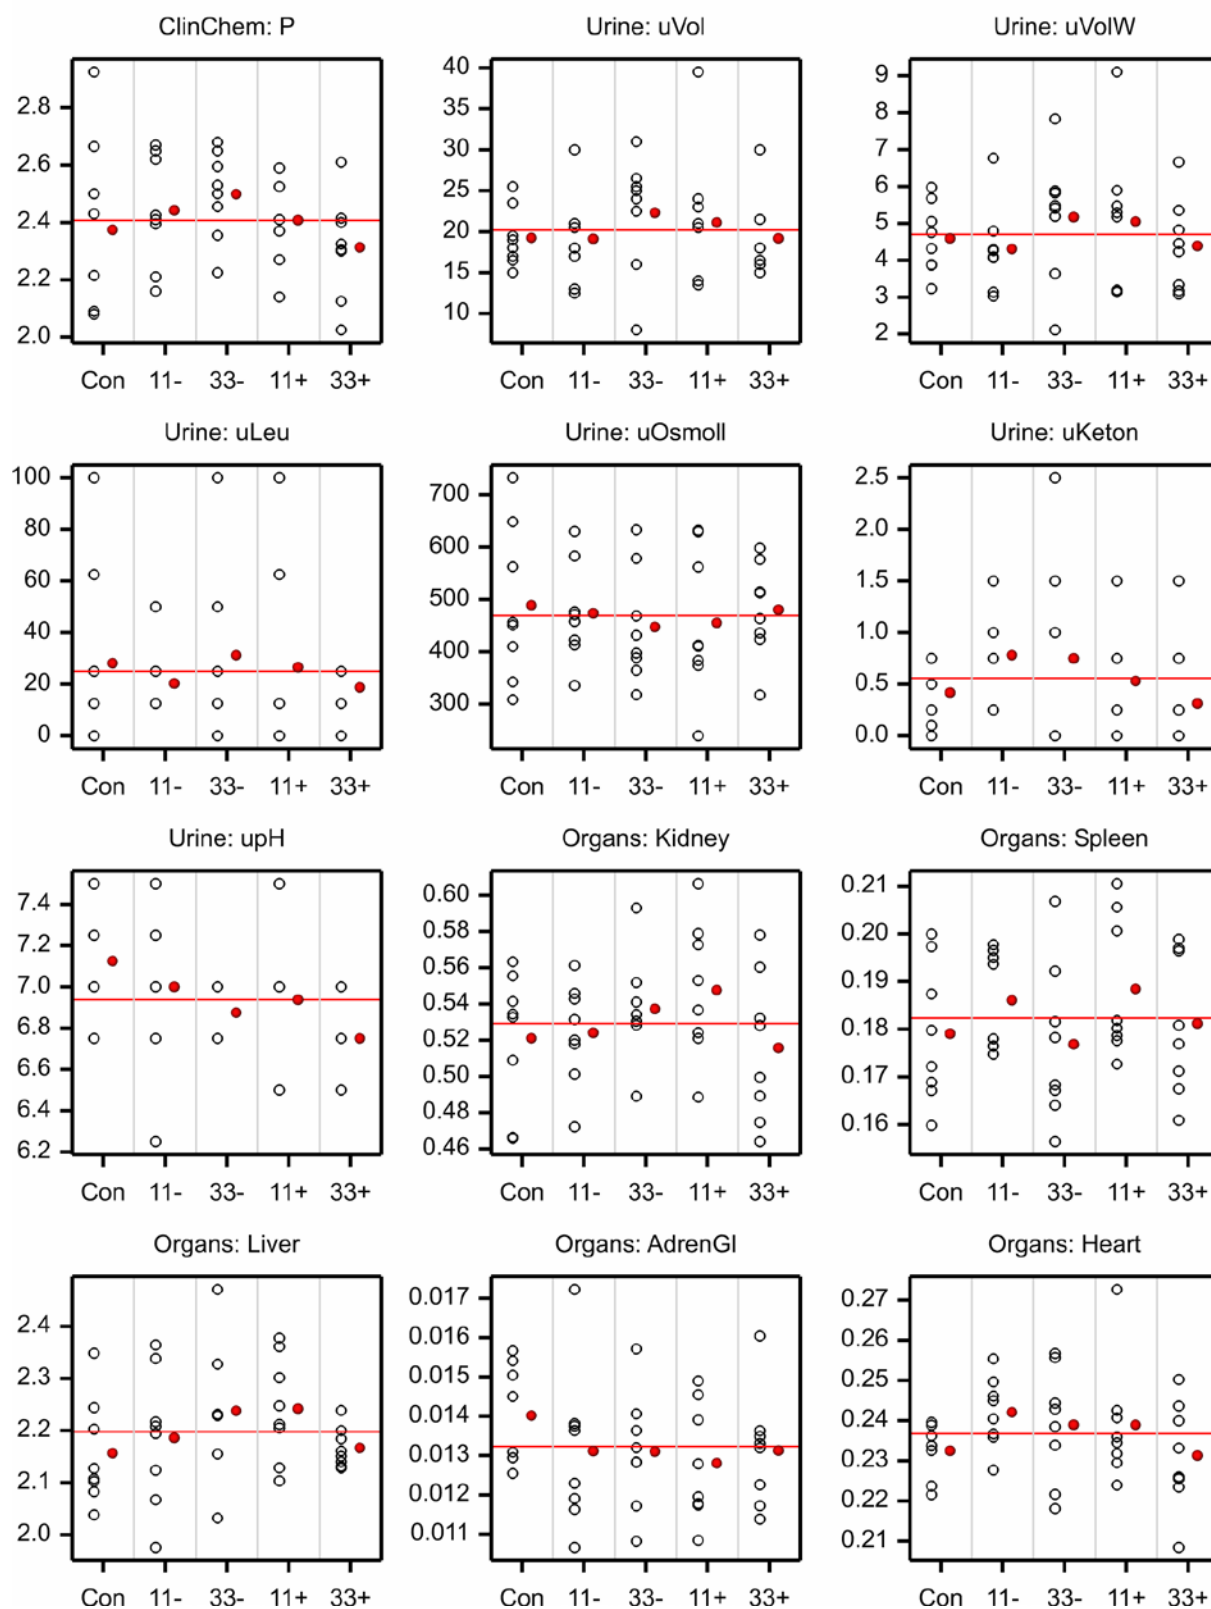 ClinChem: P Urine: uVol Urine: uVolW
2.8 2.6 2.4 2.2 2.0
40 35 30 25 20 15 10
9 8 7 6 5 4 3 2
Con 11- 33- 11+ 33+ Con 11- 33- 11+ 33+ Con 11- 33- 11+ 33+
Urine: uLeu Urine: uOsmoll Urine: uKeton
100 80 60 40 20 0
700 600 500 400 300
2.5 2.0 1.5 1.0 0.5 0.0
Con 11- 33- 11+ 33+ Con 11- 33- 11+ 33+ Con 11- 33- 11+ 33+
Urine: upH Organs: Kidney Organs: Spleen
7.4 7.2 7.0 6.8 6.6 6.4 6.2
0.60 0.58 0.56 0.54 0.52 0.50 0.48 0.46
0.21 0.20 0.19 0.18 0.17 0.16
Con 11- 33- 11+ 33+ Con 11- 33- 11+ 33+ Con 11- 33- 11+ 33+
Organs: Liver Organs: AdrenGl Organs: Heart
2.4 2.3 2.2 2.1 2.0
0.017 0.016 0.015 0.014 0.013 0.012 0.011
0.27 0.26 0.25 0.24 0.23 0.22 0.21
Con 11- 33- 11+ 33+ Con 11- 33- 11+ 33+ Con 11- 33- 11+ 33+